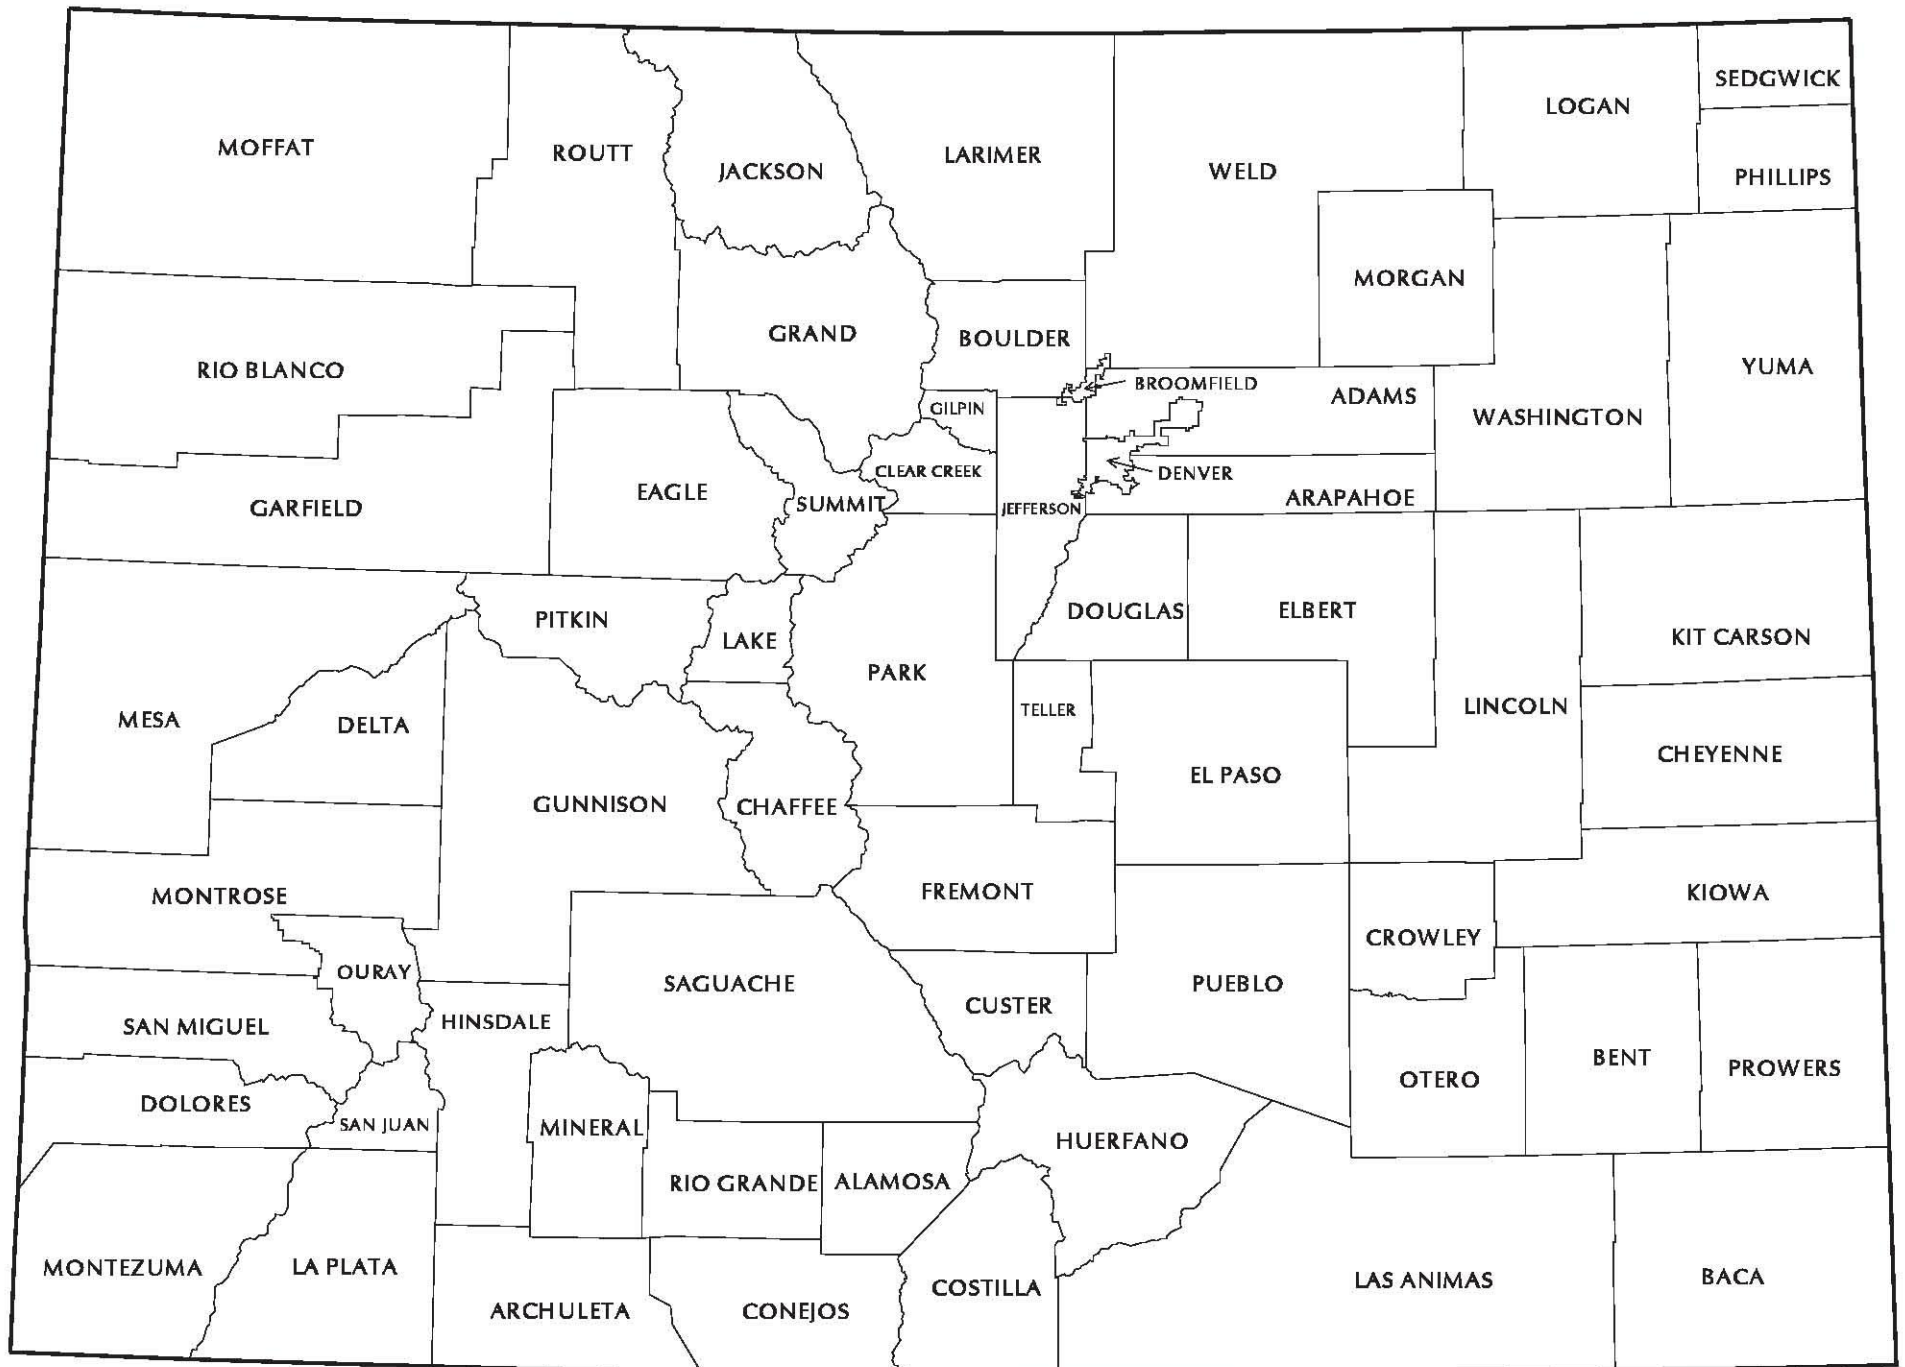 SEDGWICK
LOGAN
MOFFAT
ROUTT
JACKSON
LARIMER
WELD
PHILLIPS
MORGAN
GRAND
BOULDER
RIO BLANCO
YUMA
BROOMFIELD
ADAMS
GILPIN
WASHINGTON
CLEAR CREEK
DENVER
EAGLE
SUMMIT
ARAPAHOE
GARFIELD
JEFFERSON
PITKIN
DOUGLAS
ELBERT
LAKE
KIT CARSON
PARK
MESA
DELTA
TELLER
LINCOLN
CHEYENNE
EL PASO
GUNNISON
CHAFFEE
MONTROSE
FREMONT
KIOWA
CROWLEY
OURAY
SAGUACHE
PUEBLO
CUSTER
SAN MIGUEL
HINSDALE
BENT
PROWERS
OTERO
DOLORES
SAN JUAN
MINERAL
HUERFANO
RIO GRANDE
ALAMOSA
MONTEZUMA
LA PLATA
COSTILLA
LAS ANIMAS
BACA
ARCHULETA
CONEJOS